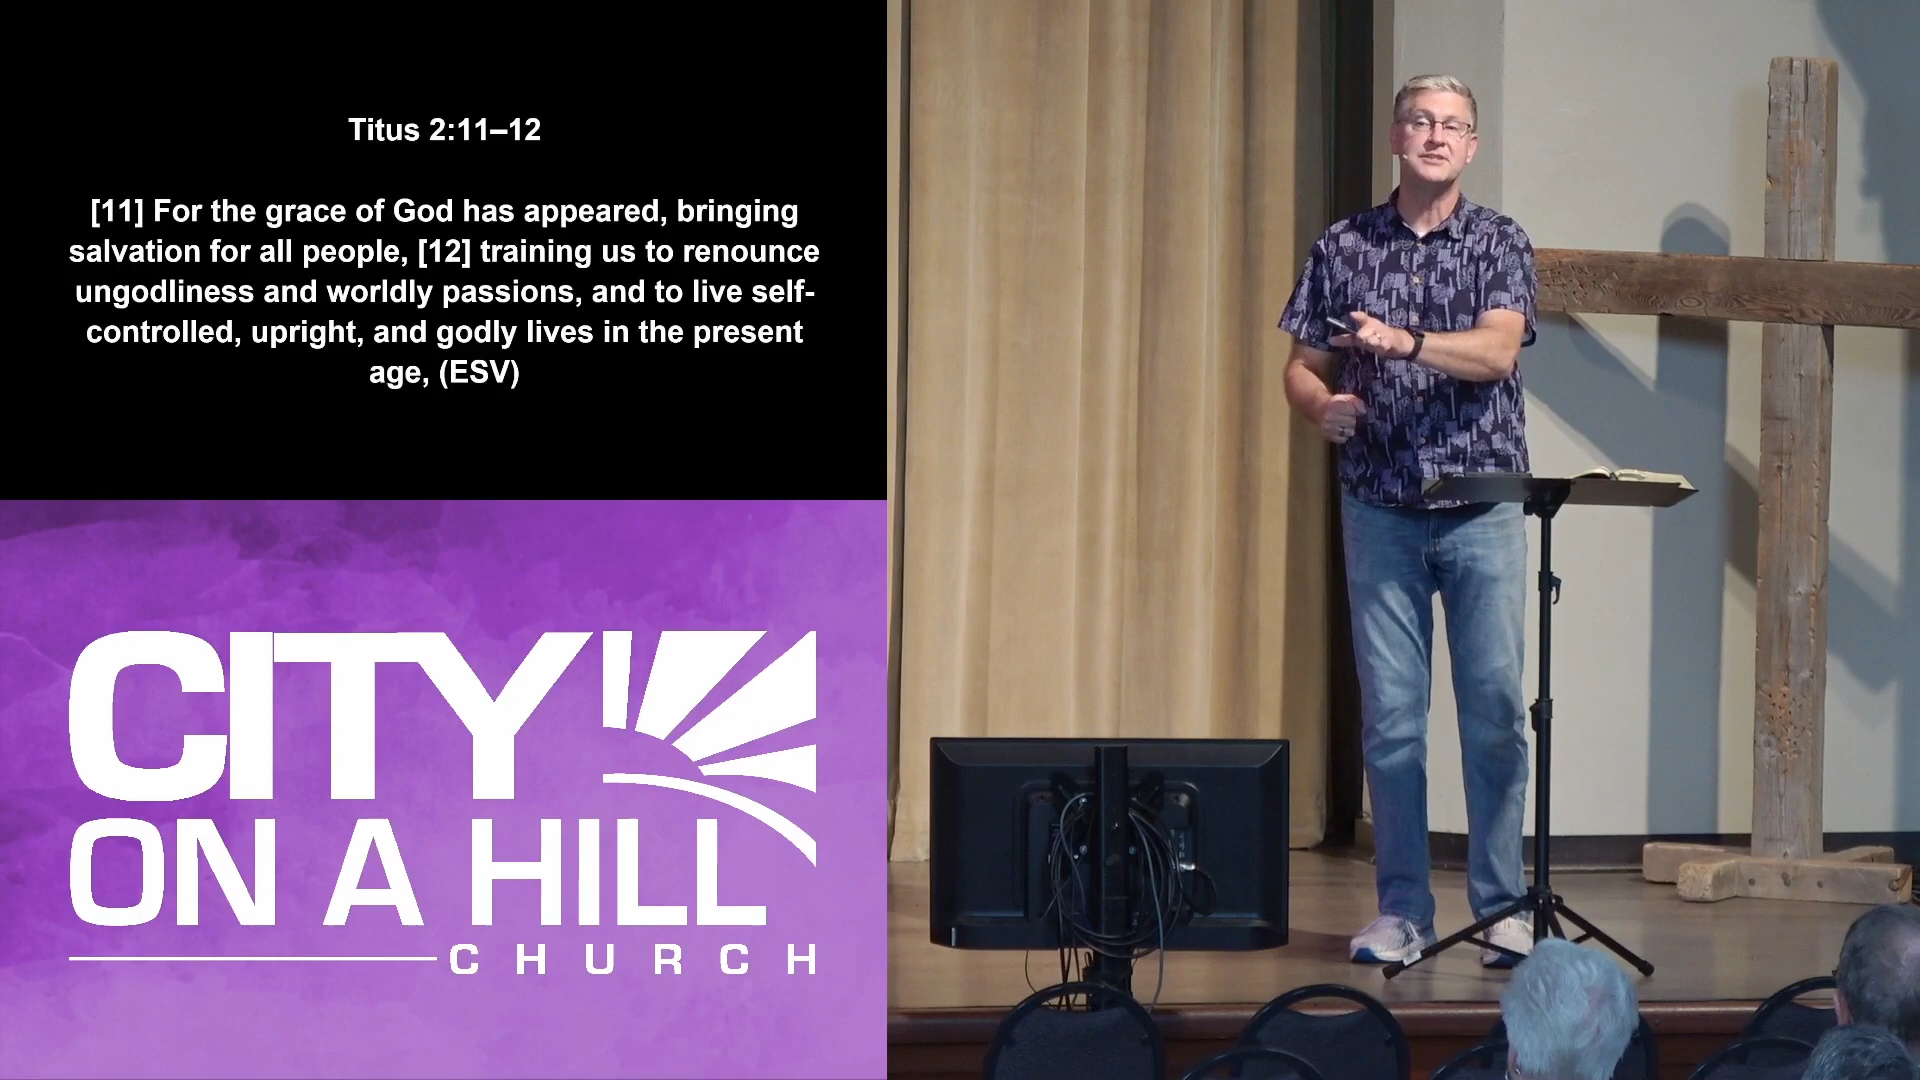 Titus 2:11–12
[11] For the grace of God has appeared, bringing
salvation for all people, [12] training us to renounce
ungodliness and worldly passions, and to live self-
controlled, upright, and godly lives in the present
age, (ESV)
CITY
ON A HILL
CHURCH